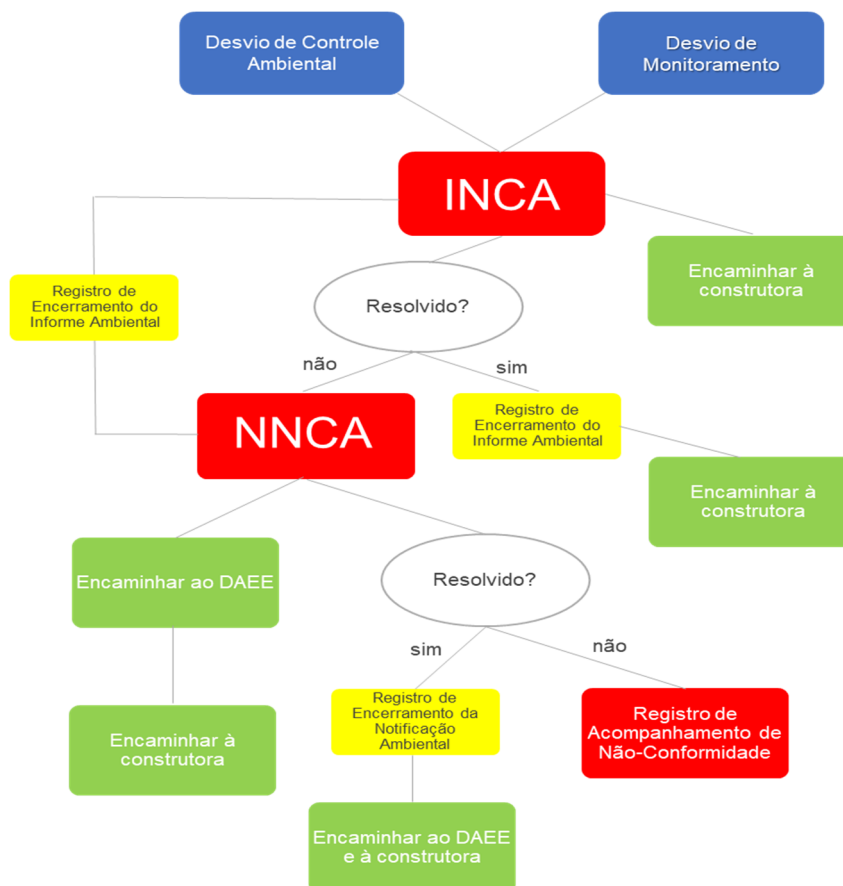 Desvio de Controle
Ambiental
Desvio de
Monitoramento
INCA
Encaminhar à
construtora
Registro de
Encerramento do
Informe Ambiental
Resolvido?
não
sim
NNCA
Registro de
Encerramento do
Informe Ambiental
Encaminhar à
construtora
Encaminhar ao DAEE
Resolvido?
sim
não
Encaminhar à
construtora
Registro de
Encerramento da
Notificação
Ambiental
Registro de
Acompanhamento de
Não-Conformidade
Encaminhar ao DAEE
e à construtora